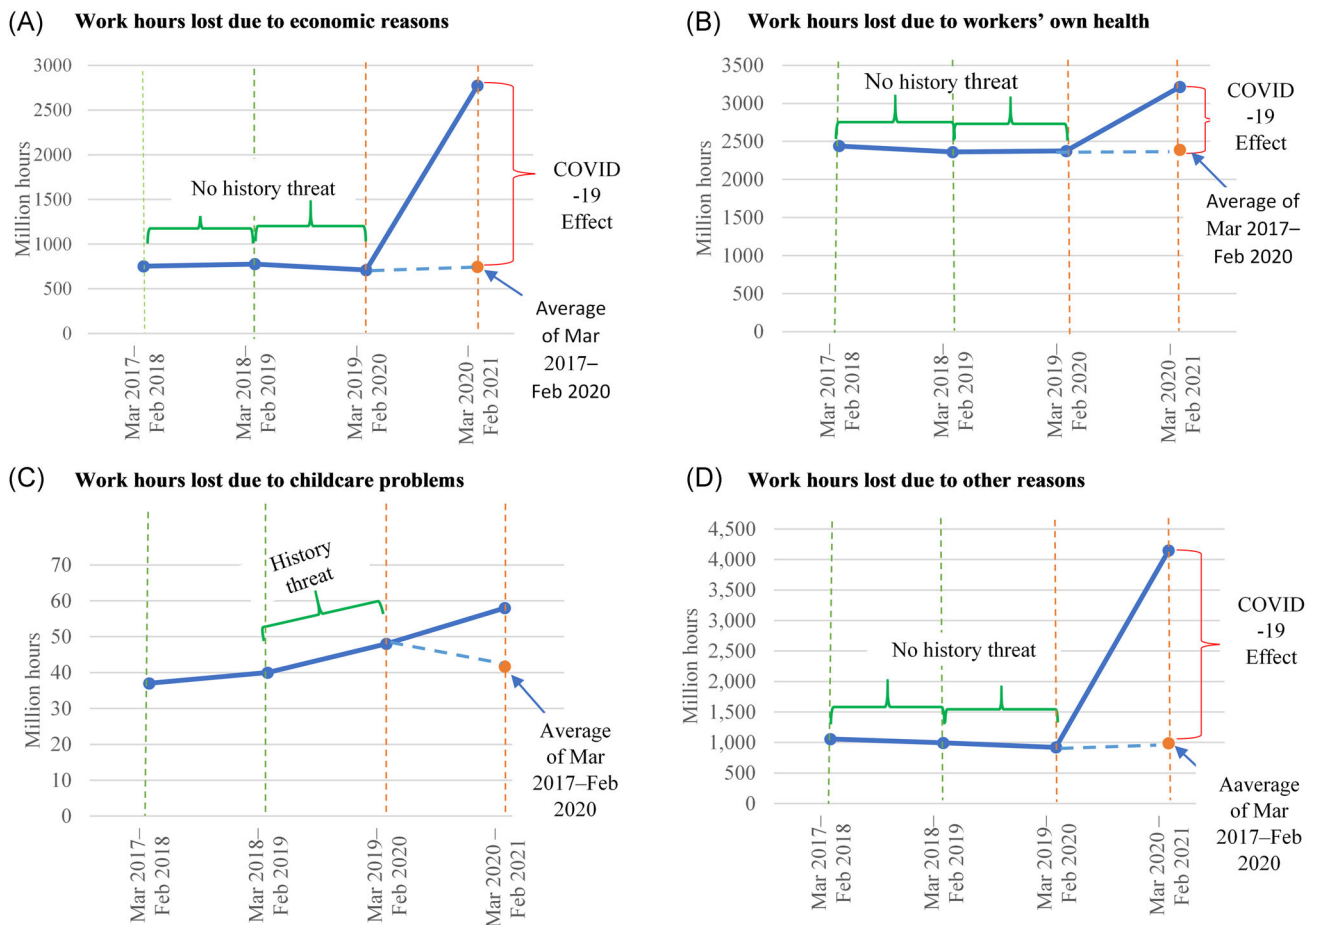 (A) Work hours lost due to economic reasons
3000
2500
2000
1500
1000
500
0
Million hours
No history threat
COVID
-19
Effect
Average
of Mar
2017–
Feb 2020
Mar 2017–
Feb 2018
Mar 2018–
Feb 2019
Mar 2019–
Feb 2020
Mar 2020–
Feb 2021
(B) Work hours lost due to workers’ own health
3500
3000
2500
2000
1500
1000
500
0
Million hours
No history threat
COVID
-19
Effect
Average of
Mar 2017–
Feb 2020
Mar 2017–
Feb 2018
Mar 2018–
Feb 2019
Mar 2019–
Feb 2020
Mar 2020–
Feb 2021
(C) Work hours lost due to childcare problems
70
60
50
40
30
20
10
0
Million hours
History
threat
Average
of Mar
2017–Feb
2020
Mar 2017–
Feb 2018
Mar 2018–
Feb 2019
Mar 2019–
Feb 2020
Mar 2020–
Feb 2021
(D) Work hours lost due to other reasons
4,500
4,000
3,500
3,000
2,500
2,000
1,500
1,000
500
0
Million hours
No history threat
COVID
-19
Effect
Aaverage
of Mar
2017–Feb
2020
Mar 2017–
Feb 2018
Mar 2018–
Feb 2019
Mar 2019–
Feb 2020
Mar 2020–
Feb 2021